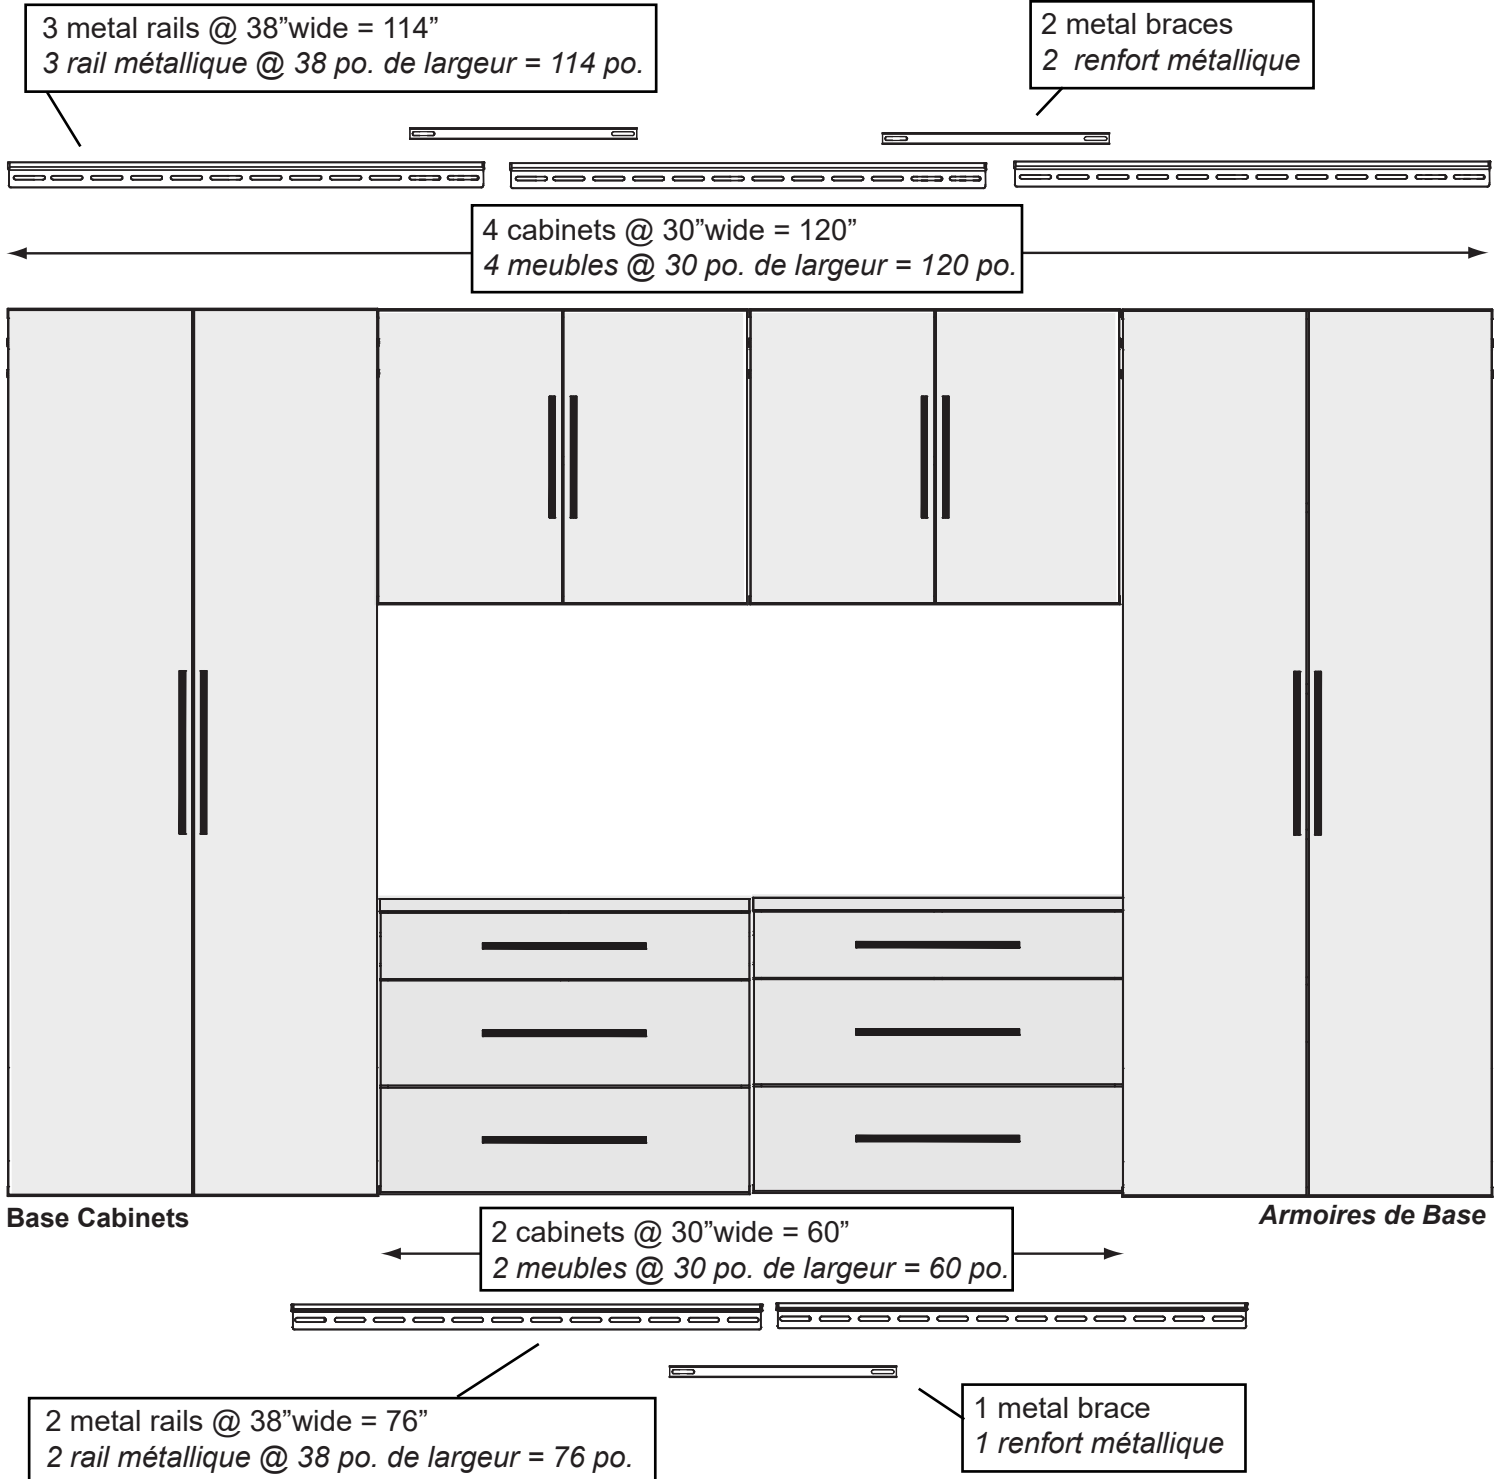 3 metal rails @ 38”wide = 114”
3 rail métallique @ 38 po. de largeur = 114 po.
2 metal braces
2 renfort métallique
4 cabinets @ 30”wide = 120”
4 meubles @ 30 po. de largeur = 120 po.
Base Cabinets
Armoires de Base
2 cabinets @ 30”wide = 60”
2 meubles @ 30 po. de largeur = 60 po.
2 metal rails @ 38”wide = 76”
2 rail métallique @ 38 po. de largeur = 76 po.
1 metal brace
1 renfort métallique